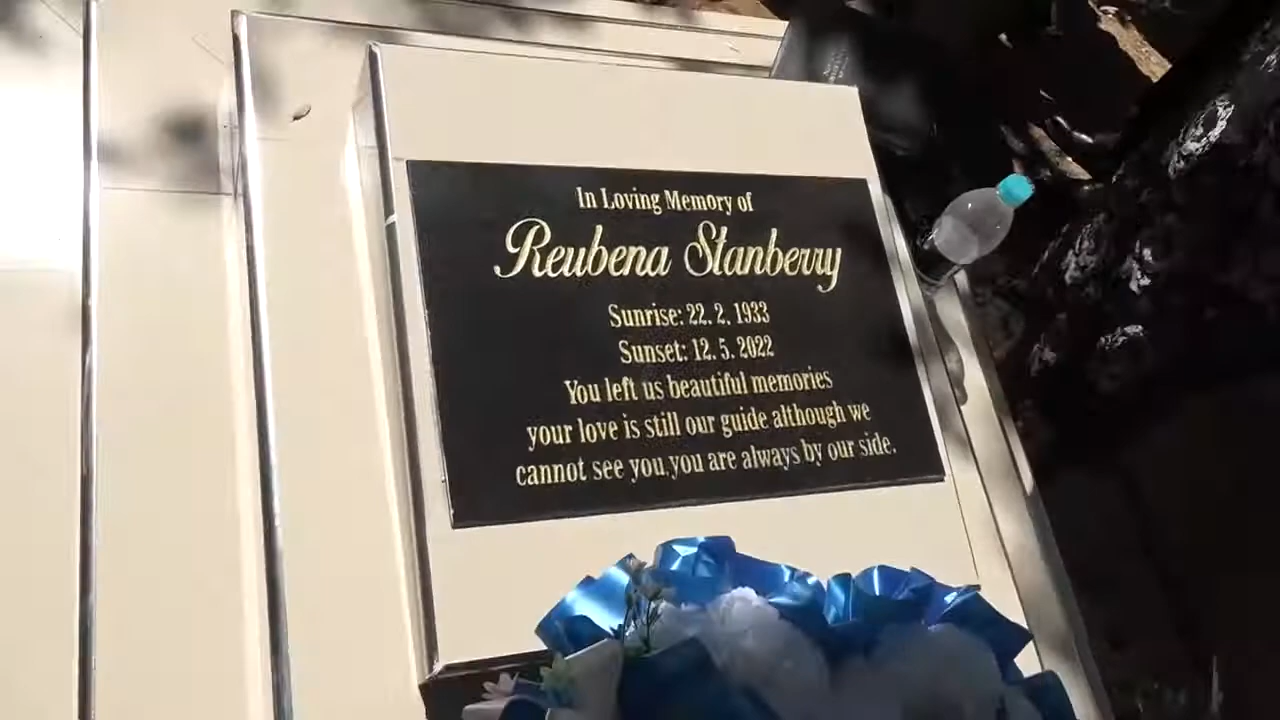 In Loving Memory of
Reubena Stanberry
Sunrise: 22. 2. 1933
Sunset: 12. 5. 2022
You left us beautiful memories
your love is still our guide although we
cannot see you,you are always by our side.